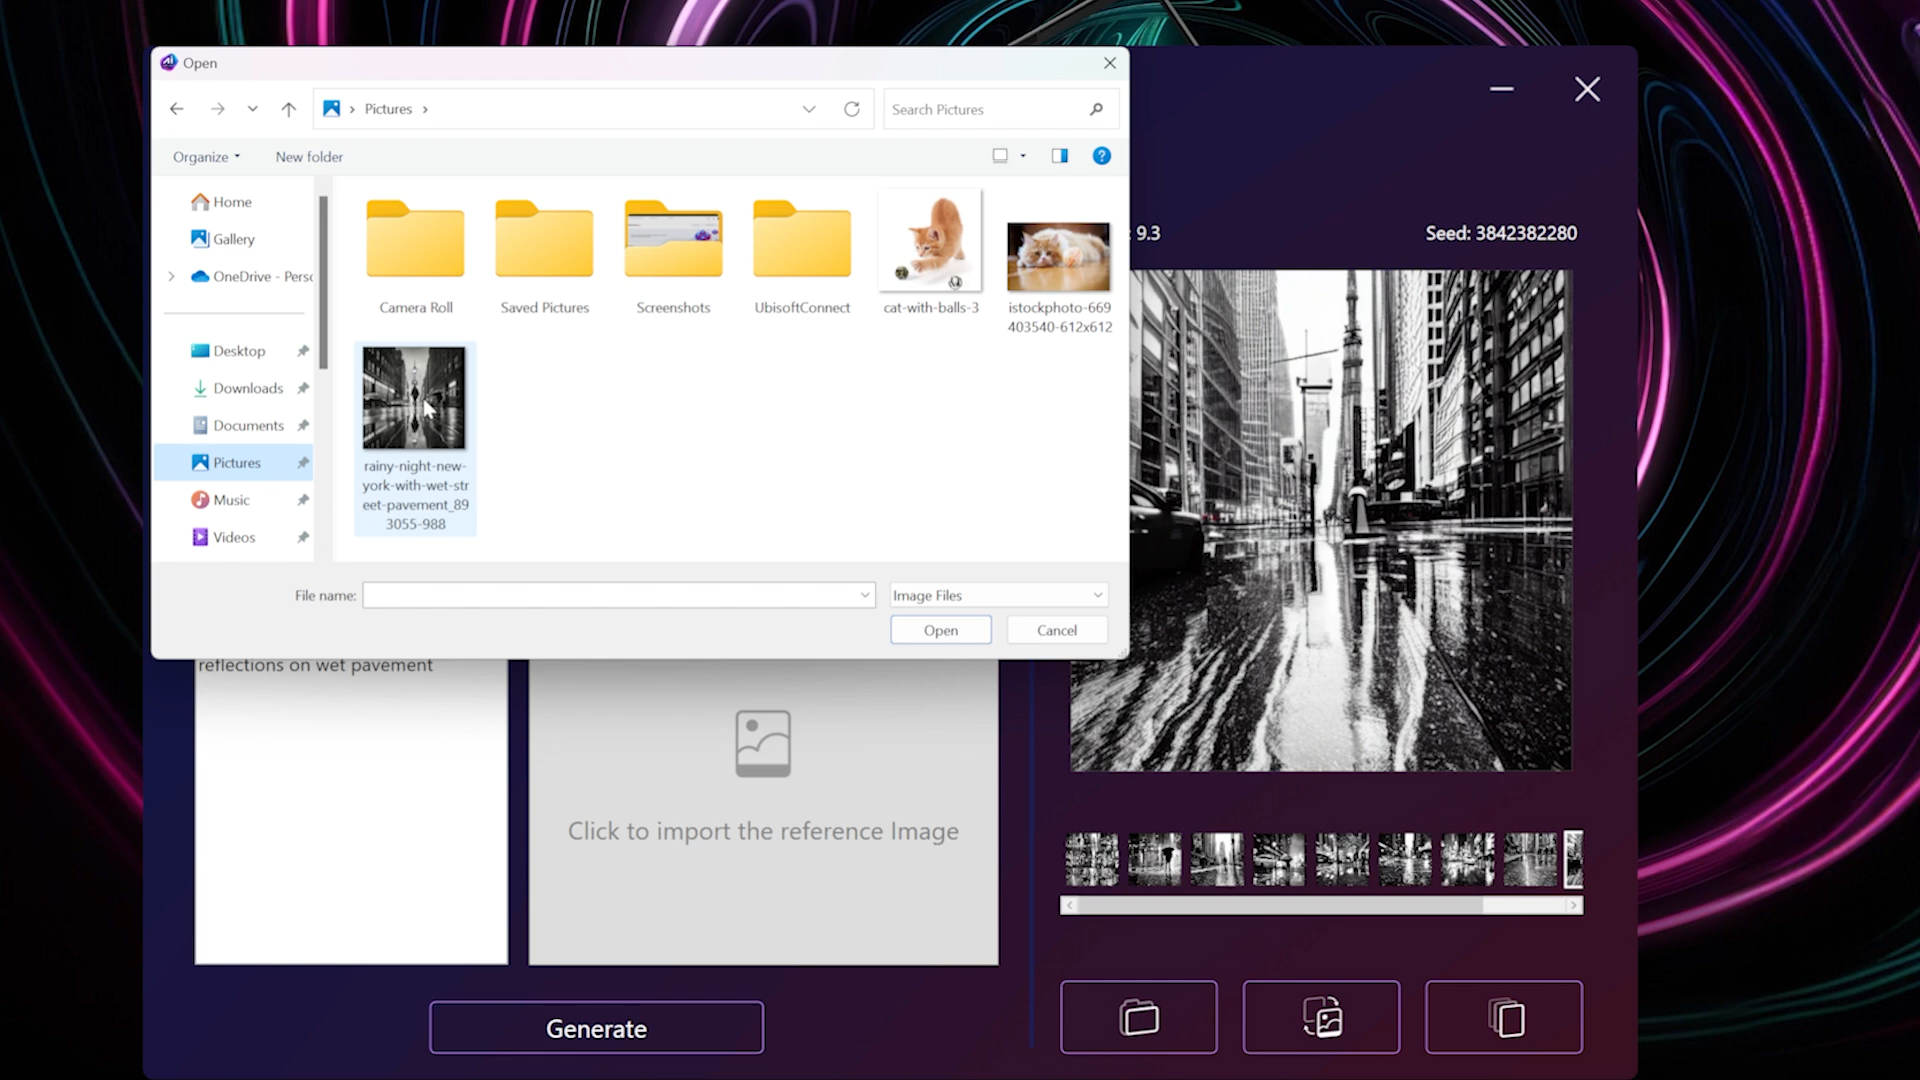 Open
Pictures
Search Pictures
Organize
New folder
Home
Gallery
OneDrive - Perso
Desktop
Downloads
Documents
Pictures
Music
Videos
Camera Roll
Saved Pictures
Screenshots
UbisoftConnect
cat-with-balls-3
istockphoto-669
403540-612x612
rainy-night-new-
york-with-wet-str
eet-pavement_89
3055-988
File name:
Image Files
Open
Cancel
: 9.3
Seed: 3842382280
reflections on wet pavement
Click to import the reference Image
Generate